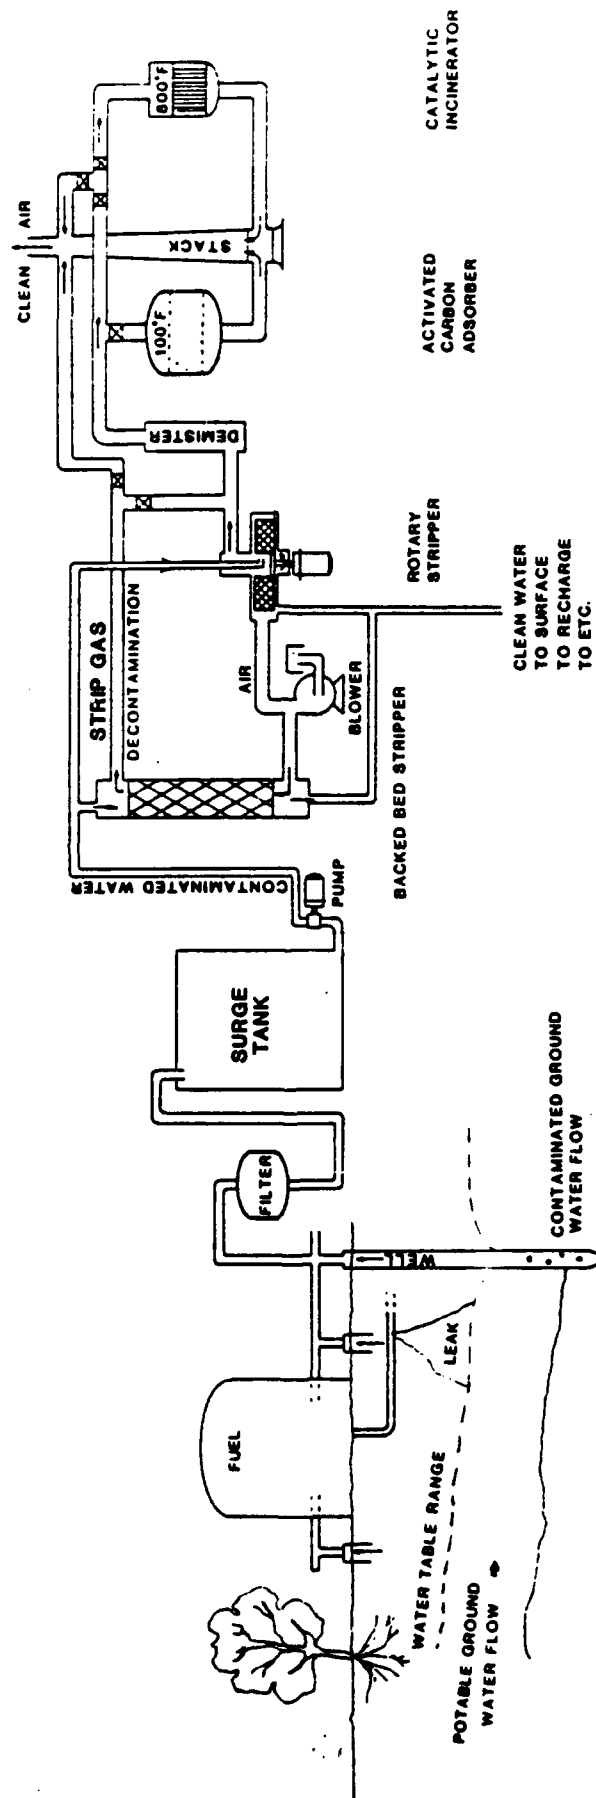 CLEAN AIR
STRIP GAS
DECONTAMINATION
CONTAMINATED WATER
SURGE
TANK
FILTER
FUEL
PUMP
AIR
BLOWER
DEMISTER
100°F
STACK
800°F
WELL
LEAK
WATER TABLE RANGE
POTABLE GROUND
WATER FLOW
CONTAMINATED GROUND
WATER FLOW
BACKED BED STRIPPER
ROTARY
STRIPPER
ACTIVATED
CARBON
ADSORBER
CATALYTIC
INCINERATOR
CLEAN WATER
TO SURFACE
TO RECHARGE
TO ETC.